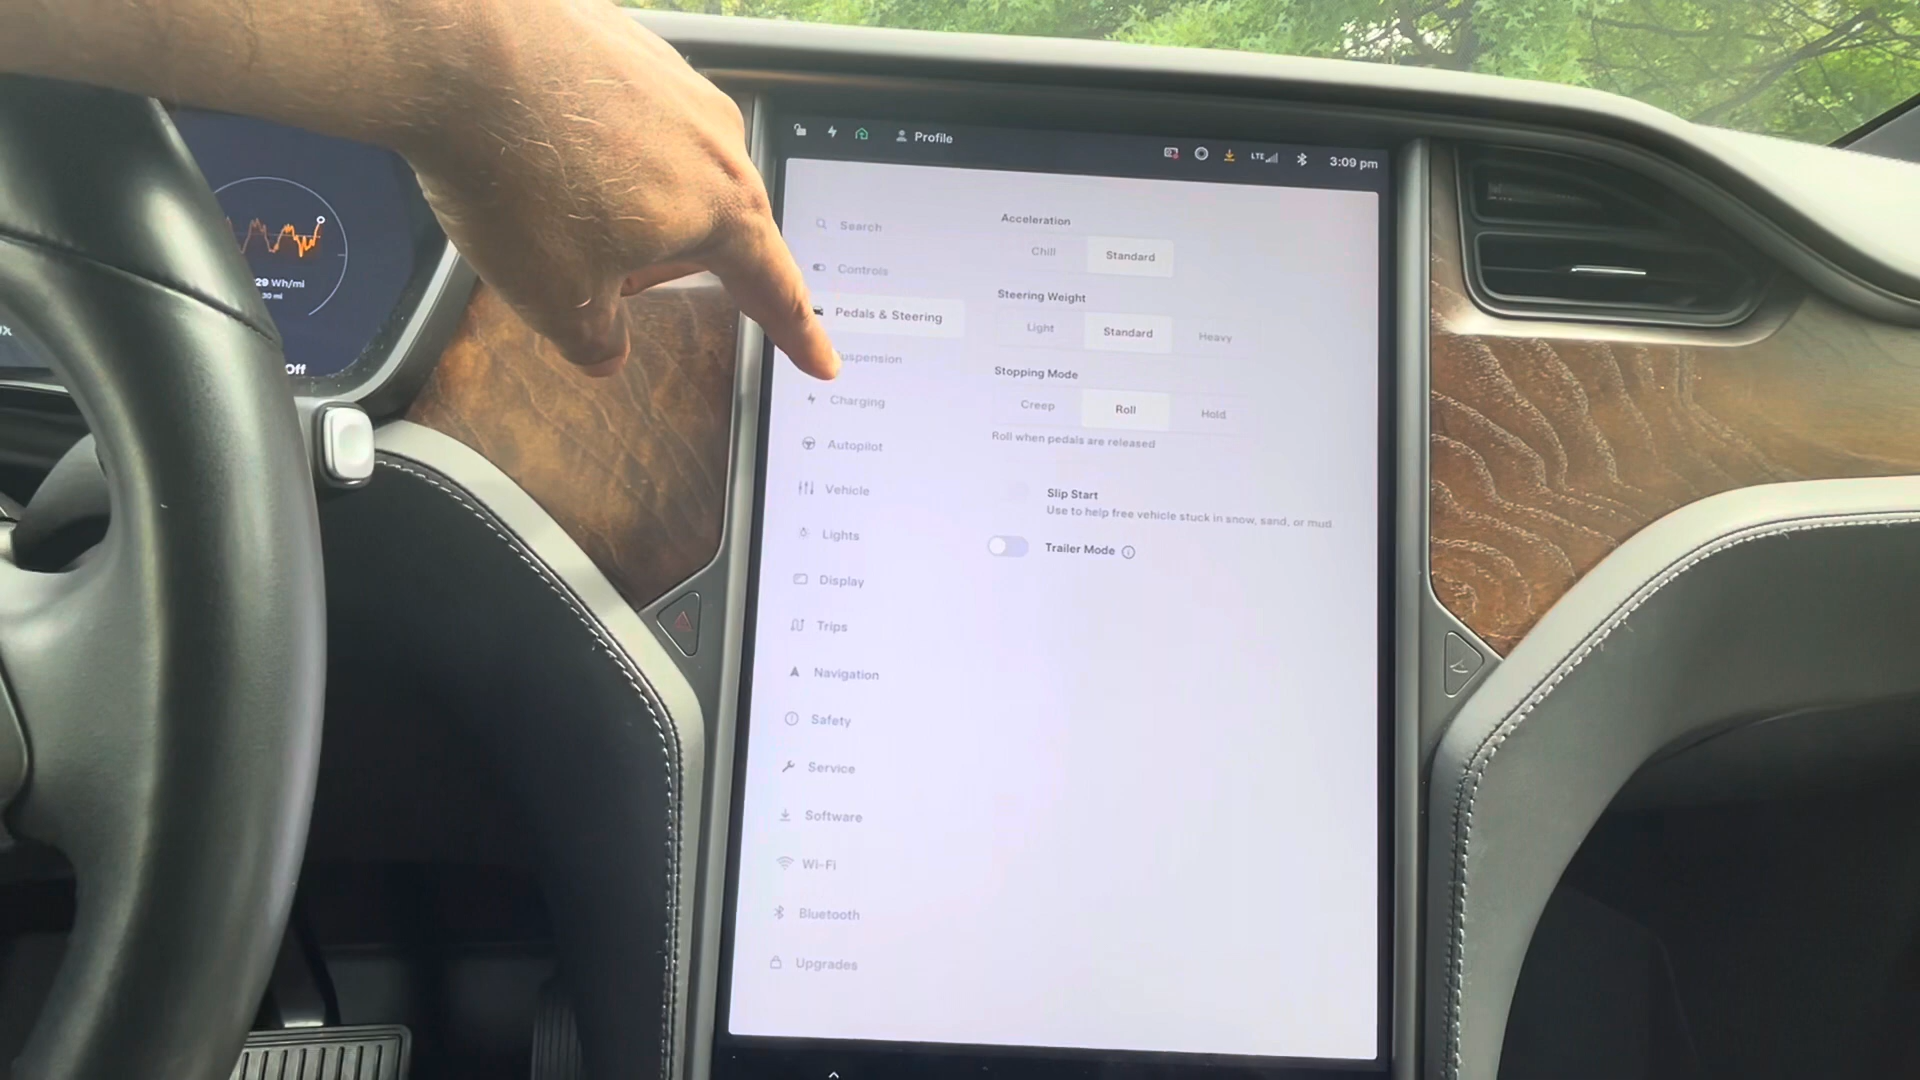 Profile
LTE
3:09 pm
29 Wh/mi
30 mi
Off
Search
Controls
Pedals & Steering
uspension
Charging
Autopilot
Vehicle
Lights
Display
Trips
Navigation
Safety
Service
Software
Wi-Fi
Bluetooth
Upgrades
Acceleration
Chill Standard
Steering Weight
Light Standard Heavy
Stopping Mode
Creep Roll Hold
Roll when pedals are released
Slip Start
Use to help free vehicle stuck in snow, sand, or mud
Trailer Mode